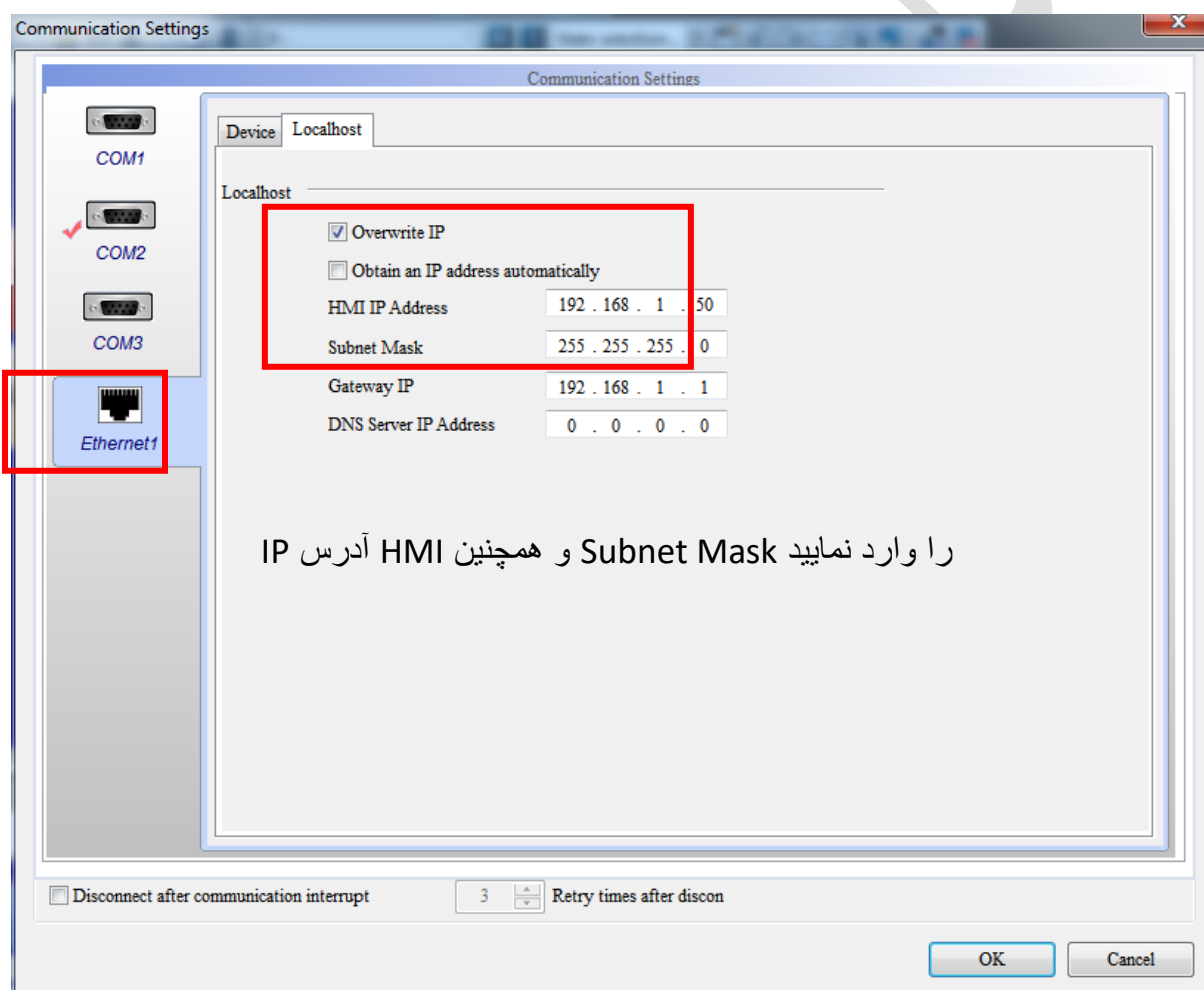 Communication Settings
Communication Settings
COM1
COM2
COM3
Ethernet1
Device Localhost
Localhost
Overwrite IP
Obtain an IP address automatically
HMI IP Address 192 . 168 . 1 . 50
Subnet Mask 255 . 255 . 255 . 0
Gateway IP 192 . 168 . 1 . 1
DNS Server IP Address 0 . 0 . 0 . 0
آدرس IP HMI و همچنین Subnet Mask را وارد نمایید
Disconnect after communication interrupt 3 Retry times after discon
OK Cancel